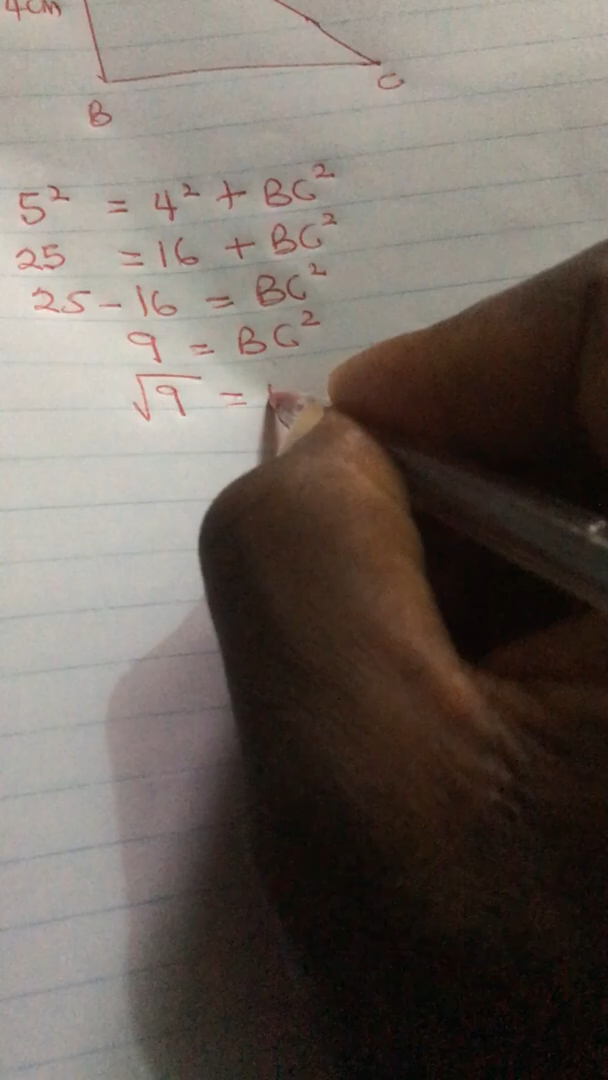 4cm
B
C
5² = 4² + BC²
25 = 16 + BC²
25 - 16 = BC²
9 = BC²
√9 =